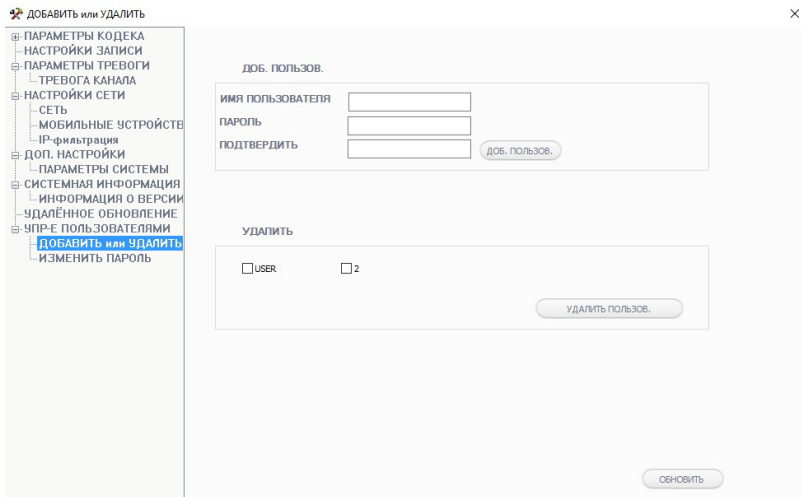 ДОБАВИТЬ или УДАЛИТЬ
ПАРАМЕТРЫ КОДЕКА
НАСТРОЙКИ ЗАПИСИ
ПАРАМЕТРЫ ТРЕВОГИ
ТРЕВОГА КАНАЛА
НАСТРОЙКИ СЕТИ
СЕТЬ
МОБИЛЬНЫЕ УСТРОЙСТВ
IP-фильтрация
ДОП. НАСТРОЙКИ
ПАРАМЕТРЫ СИСТЕМЫ
СИСТЕМНАЯ ИНФОРМАЦИЯ
ИНФОРМАЦИЯ О ВЕРСИИ
УДАЛЁННОЕ ОБНОВЛЕНИЕ
УПР-Е ПОЛЬЗОВАТЕЛЯМИ
ДОБАВИТЬ или УДАЛИТЬ
ИЗМЕНИТЬ ПАРОЛЬ
ДОБ. ПОЛЬЗОВ.
ИМЯ ПОЛЬЗОВАТЕЛЯ
ПАРОЛЬ
ПОДТВЕРДИТЬ
ДОБ. ПОЛЬЗОВ.
УДАЛИТЬ
USER 2
УДАЛИТЬ ПОЛЬЗОВ.
ОБНОВИТЬ